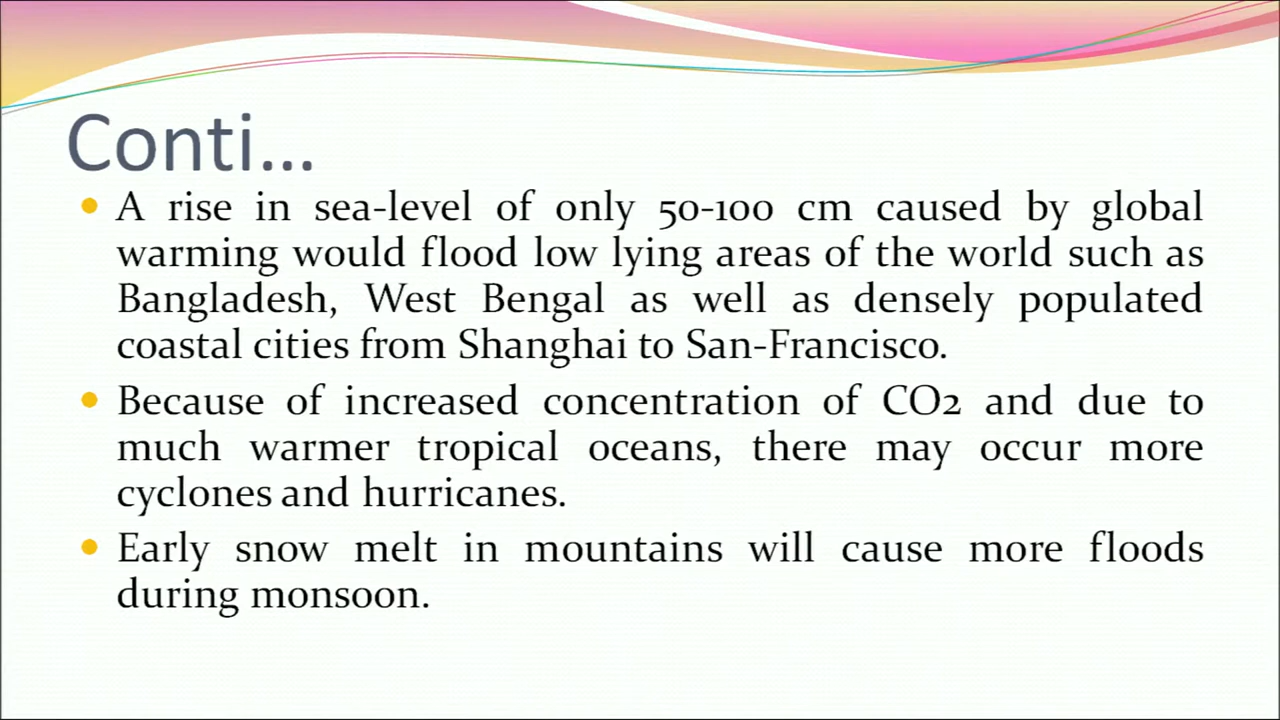 Conti...
• A rise in sea-level of only 50-100 cm caused by global
warming would flood low lying areas of the world such as
Bangladesh, West Bengal as well as densely populated
coastal cities from Shanghai to San-Francisco.
• Because of increased concentration of CO2 and due to
much warmer tropical oceans, there may occur more
cyclones and hurricanes.
• Early snow melt in mountains will cause more floods
during monsoon.